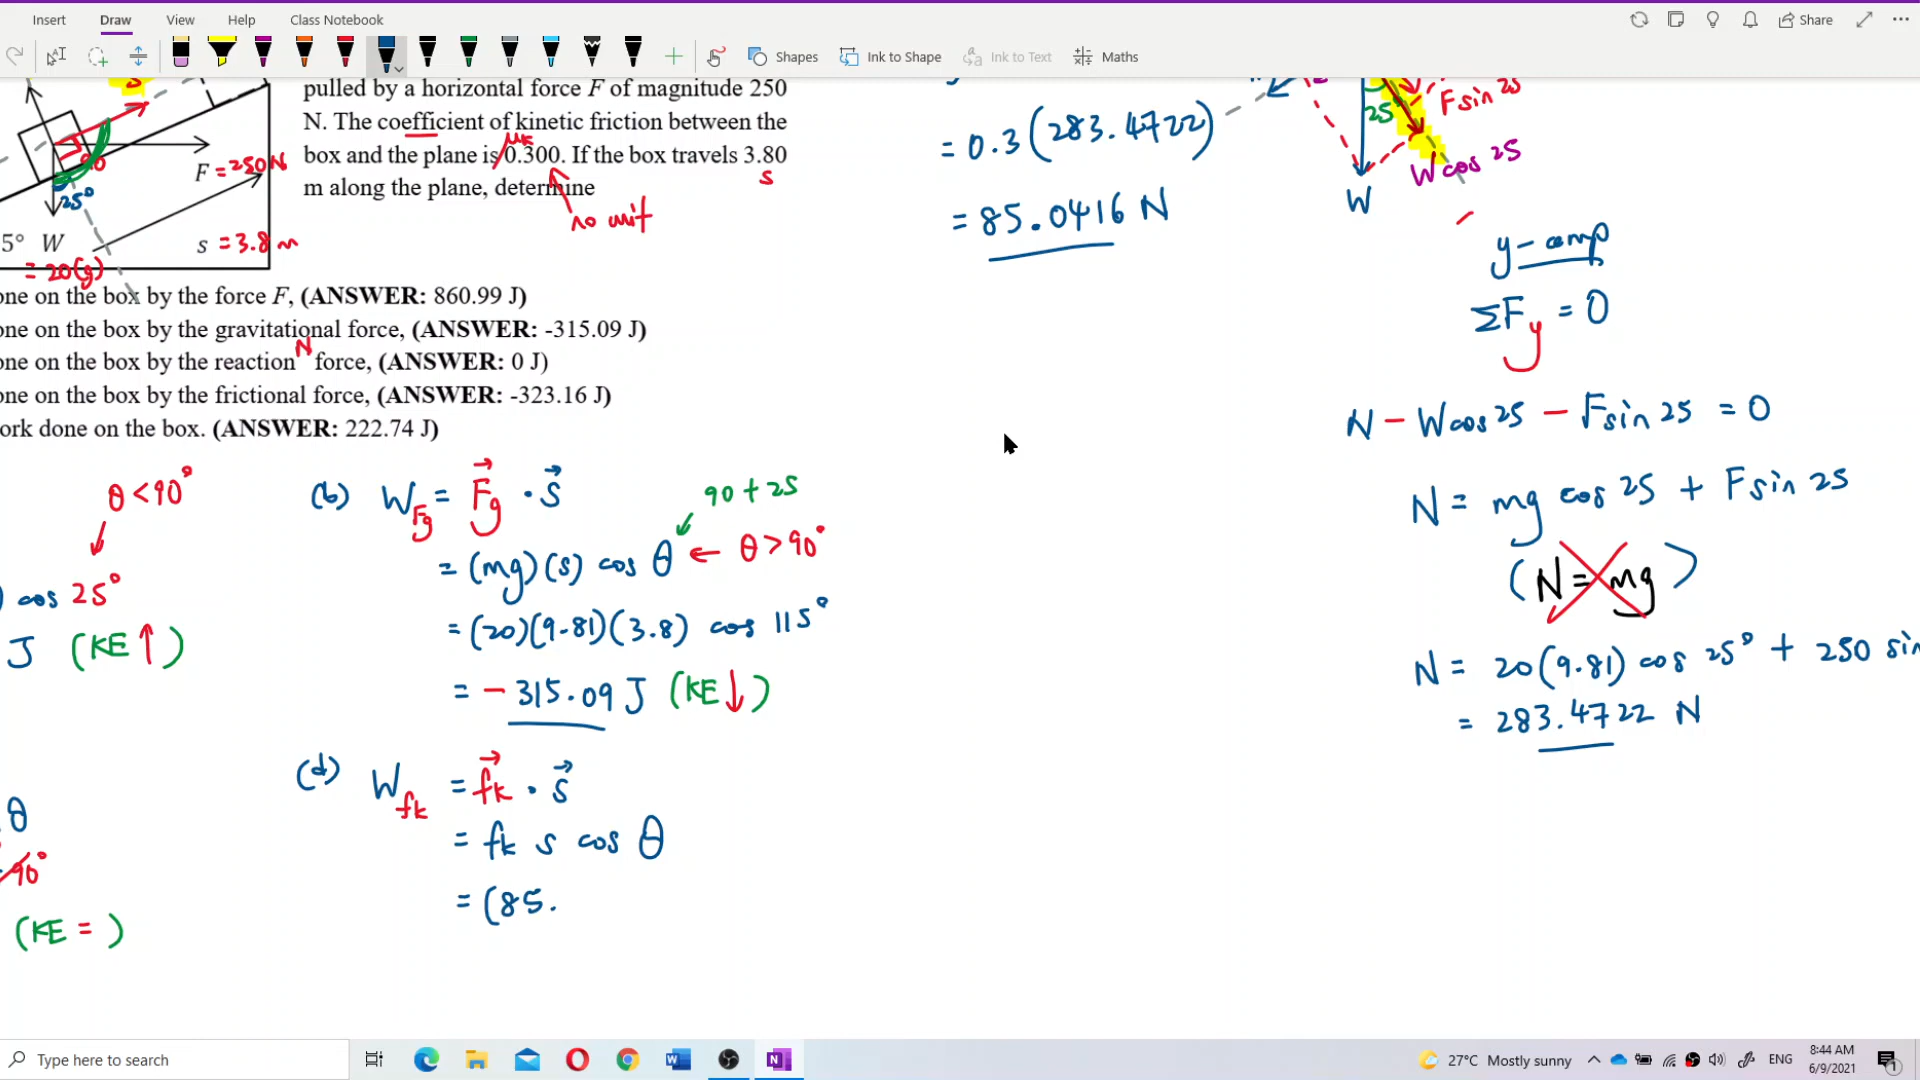 Insert Draw View Help Class Notebook
Share
Shapes Ink to Shape Ink to Text Maths
pulled by a horizontal force F of magnitude 250
N. The coefficient of kinetic friction between the
μk
box and the plane is 0.300. If the box travels 3.80
s
m along the plane, determine
no unit
s
90
F = 250 N
25°
5° W
= 20(g)
s = 3.8 m
one on the box by the force F, (ANSWER: 860.99 J)
one on the box by the gravitational force, (ANSWER: -315.09 J)
one on the box by the reaction N force, (ANSWER: 0 J)
one on the box by the frictional force, (ANSWER: -323.16 J)
ork done on the box. (ANSWER: 222.74 J)
θ < 90°
) cos 25°
J (KE ↑)
θ
90°
(KE = )
(b) W Fg = Fg · s
90 + 25
= (mg)(s) cos θ ← θ > 90°
= (20)(9.81)(3.8) cos 115°
= - 315.09 J (KE ↓)
(d) W fk = fk · s
= fk s cos θ
= (85.
= 0.3 (283.4722)
= 85.0416 N
25
F sin 25
W cos 25
W
y - comp
ΣFy = 0
N - W cos 25 - F sin 25 = 0
N = mg cos 25 + F sin 25
(N = mg)
N = 20(9.81) cos 25° + 250 sin
= 283.4722 N
Type here to search
27°C Mostly sunny
ENG
8:44 AM
6/9/2021
1